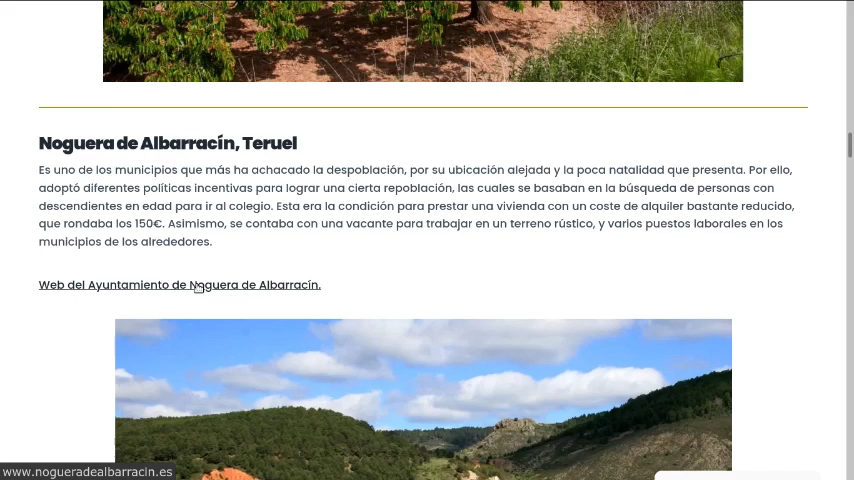 Noguera de Albarracín, Teruel
Es uno de los municipios que más ha achacado la despoblación, por su ubicación alejada y la poca natalidad que presenta. Por ello,
adoptó diferentes políticas incentivas para lograr una cierta repoblación, las cuales se basaban en la búsqueda de personas con
descendientes en edad para ir al colegio. Esta era la condición para prestar una vivienda con un coste de alquiler bastante reducido,
que rondaba los 150€. Asimismo, se contaba con una vacante para trabajar en un terreno rústico, y varios puestos laborales en los
municipios de los alrededores.
Web del Ayuntamiento de Noguera de Albarracín.
www.nogueradealbarracin.es